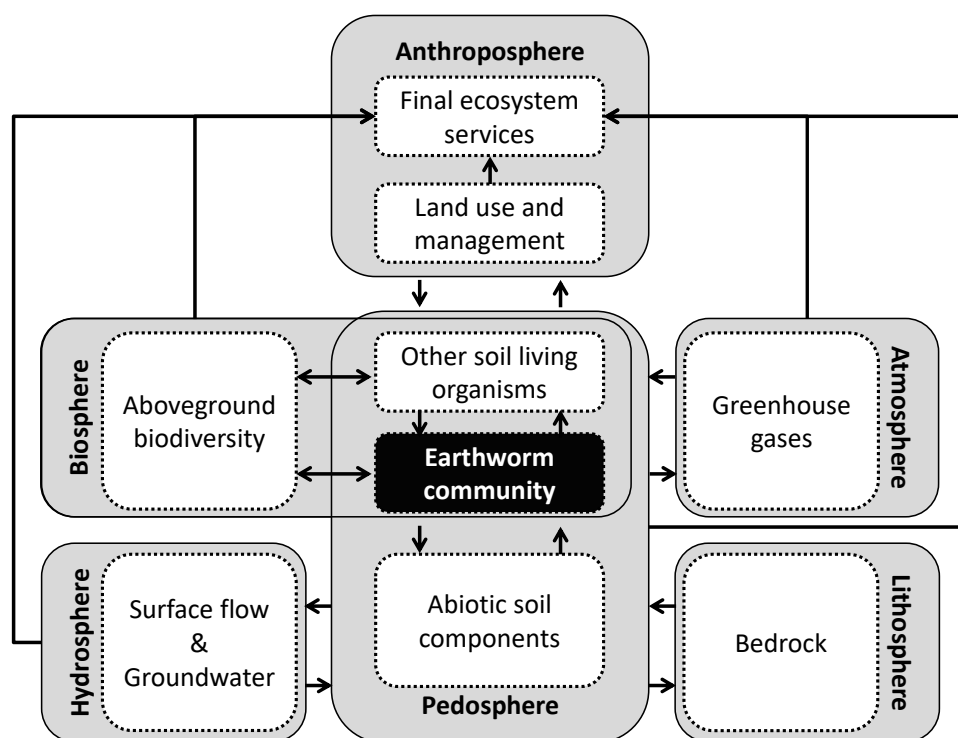 Anthroposphere
Final ecosystem
services
Land use and
management
Biosphere
Aboveground
biodiversity
Other soil living
organisms
Earthworm
community
Greenhouse
gases
Atmosphere
Hydrosphere
Surface flow
&
Groundwater
Abiotic soil
components
Pedosphere
Bedrock
Lithosphere